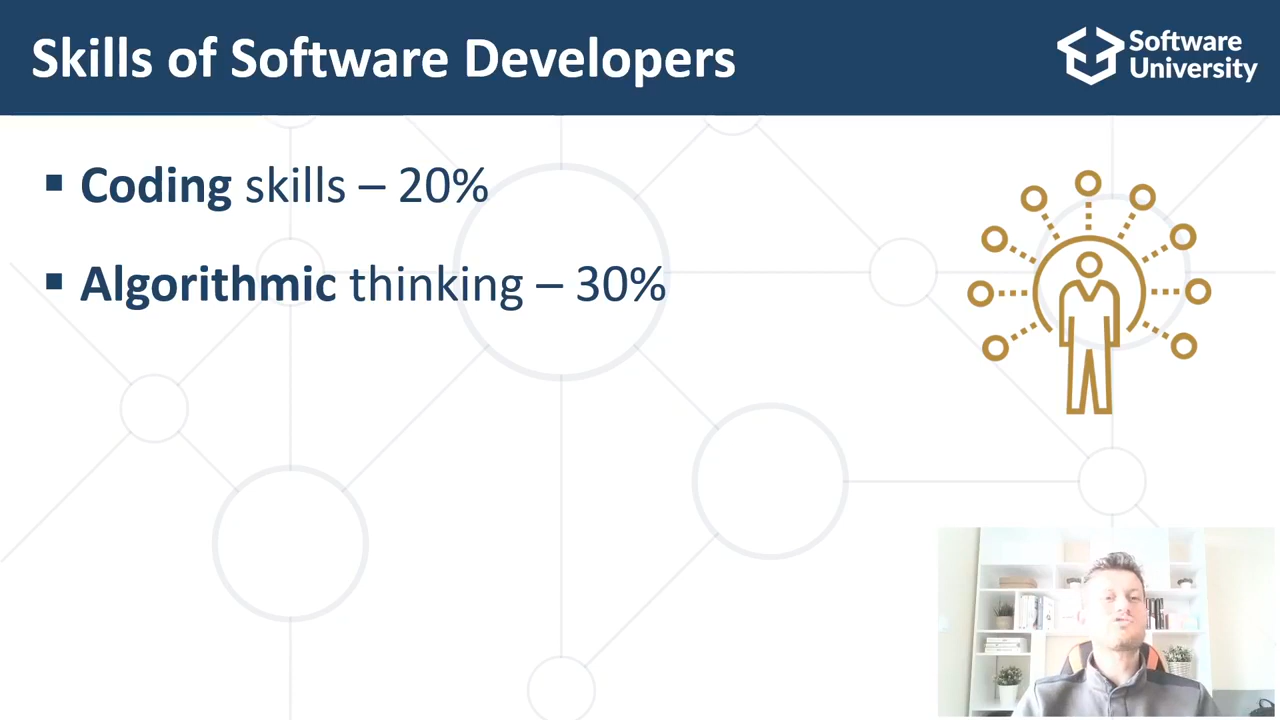 Skills of Software Developers
Software
University
▪ Coding skills – 20%
▪ Algorithmic thinking – 30%